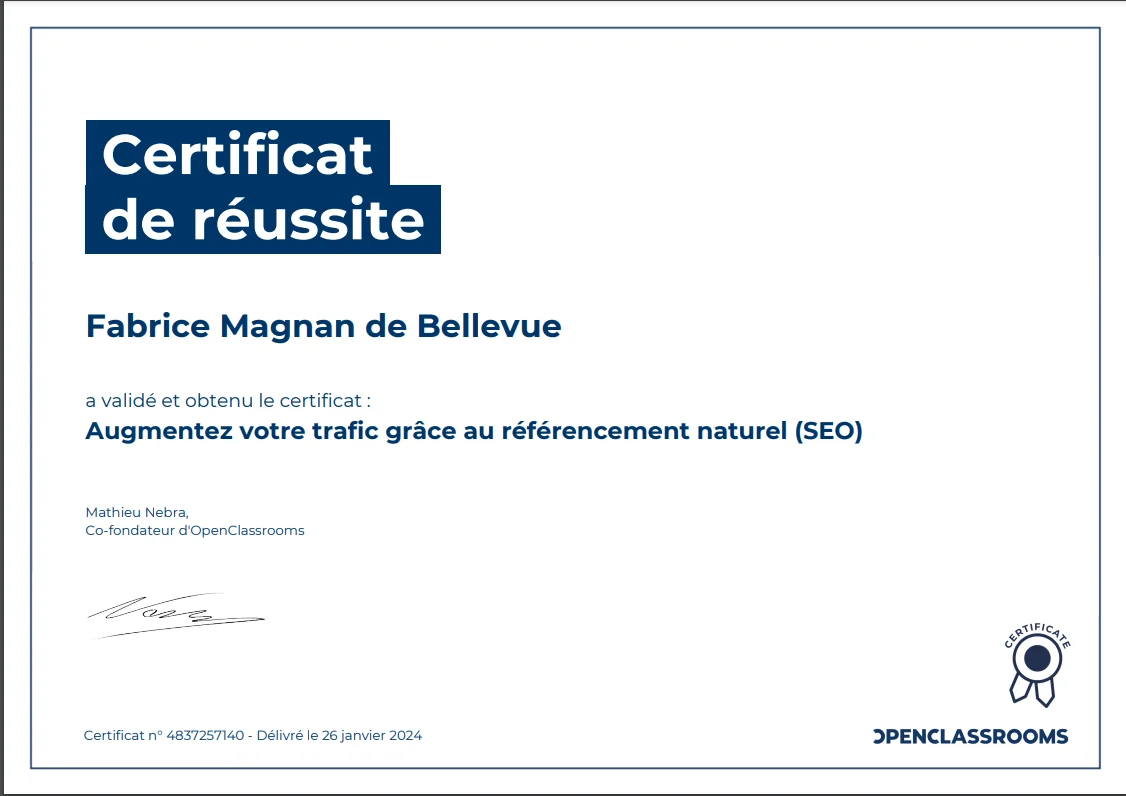 Certificat
de réussite
Fabrice Magnan de Bellevue
a validé et obtenu le certificat :
Augmentez votre trafic grâce au référencement naturel (SEO)
Mathieu Nebra,
Co-fondateur d'OpenClassrooms
CERTIFICATE
Certificat n° 4837257140 - Délivré le 26 janvier 2024
OPENCLASSROOMS